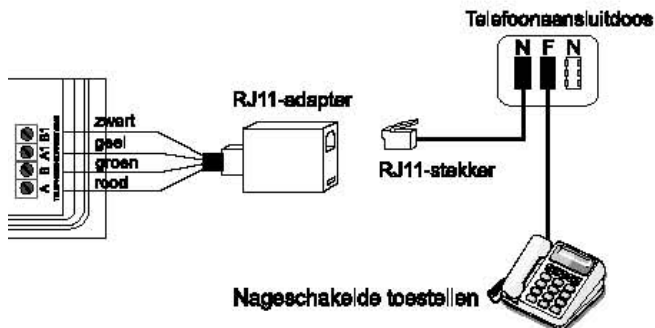 Telefoonaansluitdoos
N F N
RJ11-adapter
zwart
geel
groen
rood
B1
A1
B
A
RJ11-stekker
Nageschakelde toestellen